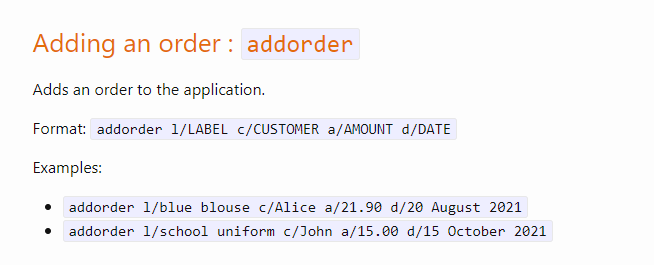 Adding an order : addorder
Adds an order to the application.
Format: addorder l/LABEL c/CUSTOMER a/AMOUNT d/DATE
Examples:
addorder l/blue blouse c/Alice a/21.90 d/20 August 2021
addorder l/school uniform c/John a/15.00 d/15 October 2021